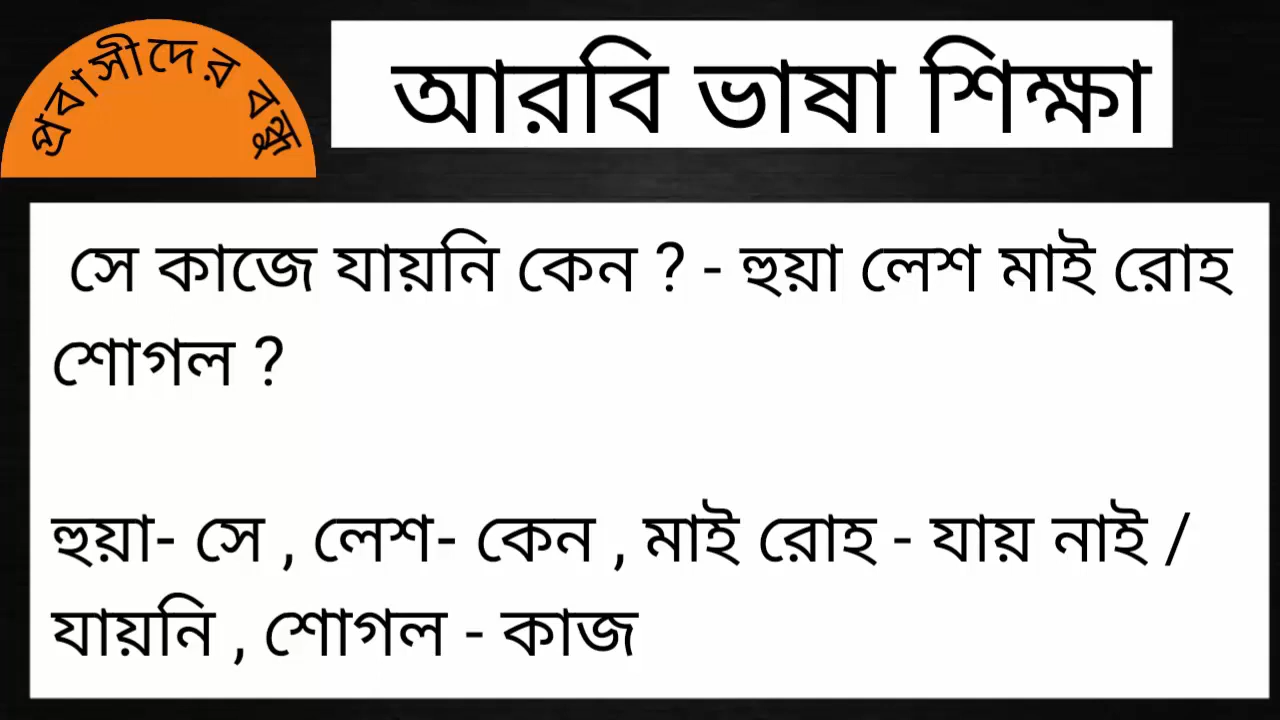 প্রবাসীদের বন্ধু
আরবি ভাষা শিক্ষা
সে কাজে যায়নি কেন ? - হুয়া লেশ মাই রোহ
শোগল ?
হুয়া- সে , লেশ- কেন , মাই রোহ - যায় নাই /
যায়নি , শোগল - কাজ